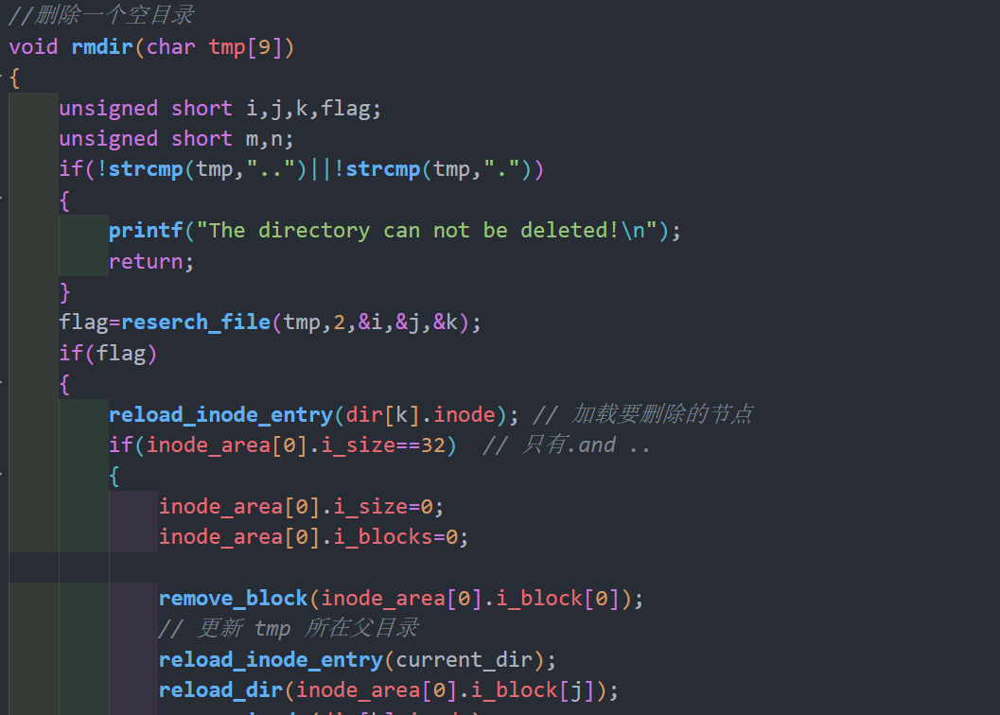 //删除一个空目录
void rmdir(char tmp[9])
{
unsigned short i,j,k,flag;
unsigned short m,n;
if(!strcmp(tmp,"..")||!strcmp(tmp,"."))
{
printf("The directory can not be deleted!\n");
return;
}
flag=reserch_file(tmp,2,&i,&j,&k);
if(flag)
{
reload_inode_entry(dir[k].inode); // 加载要删除的节点
if(inode_area[0].i_size==32) // 只有.and ..
{
inode_area[0].i_size=0;
inode_area[0].i_blocks=0;
remove_block(inode_area[0].i_block[0]);
// 更新 tmp 所在父目录
reload_inode_entry(current_dir);
reload_dir(inode_area[0].i_block[j]);